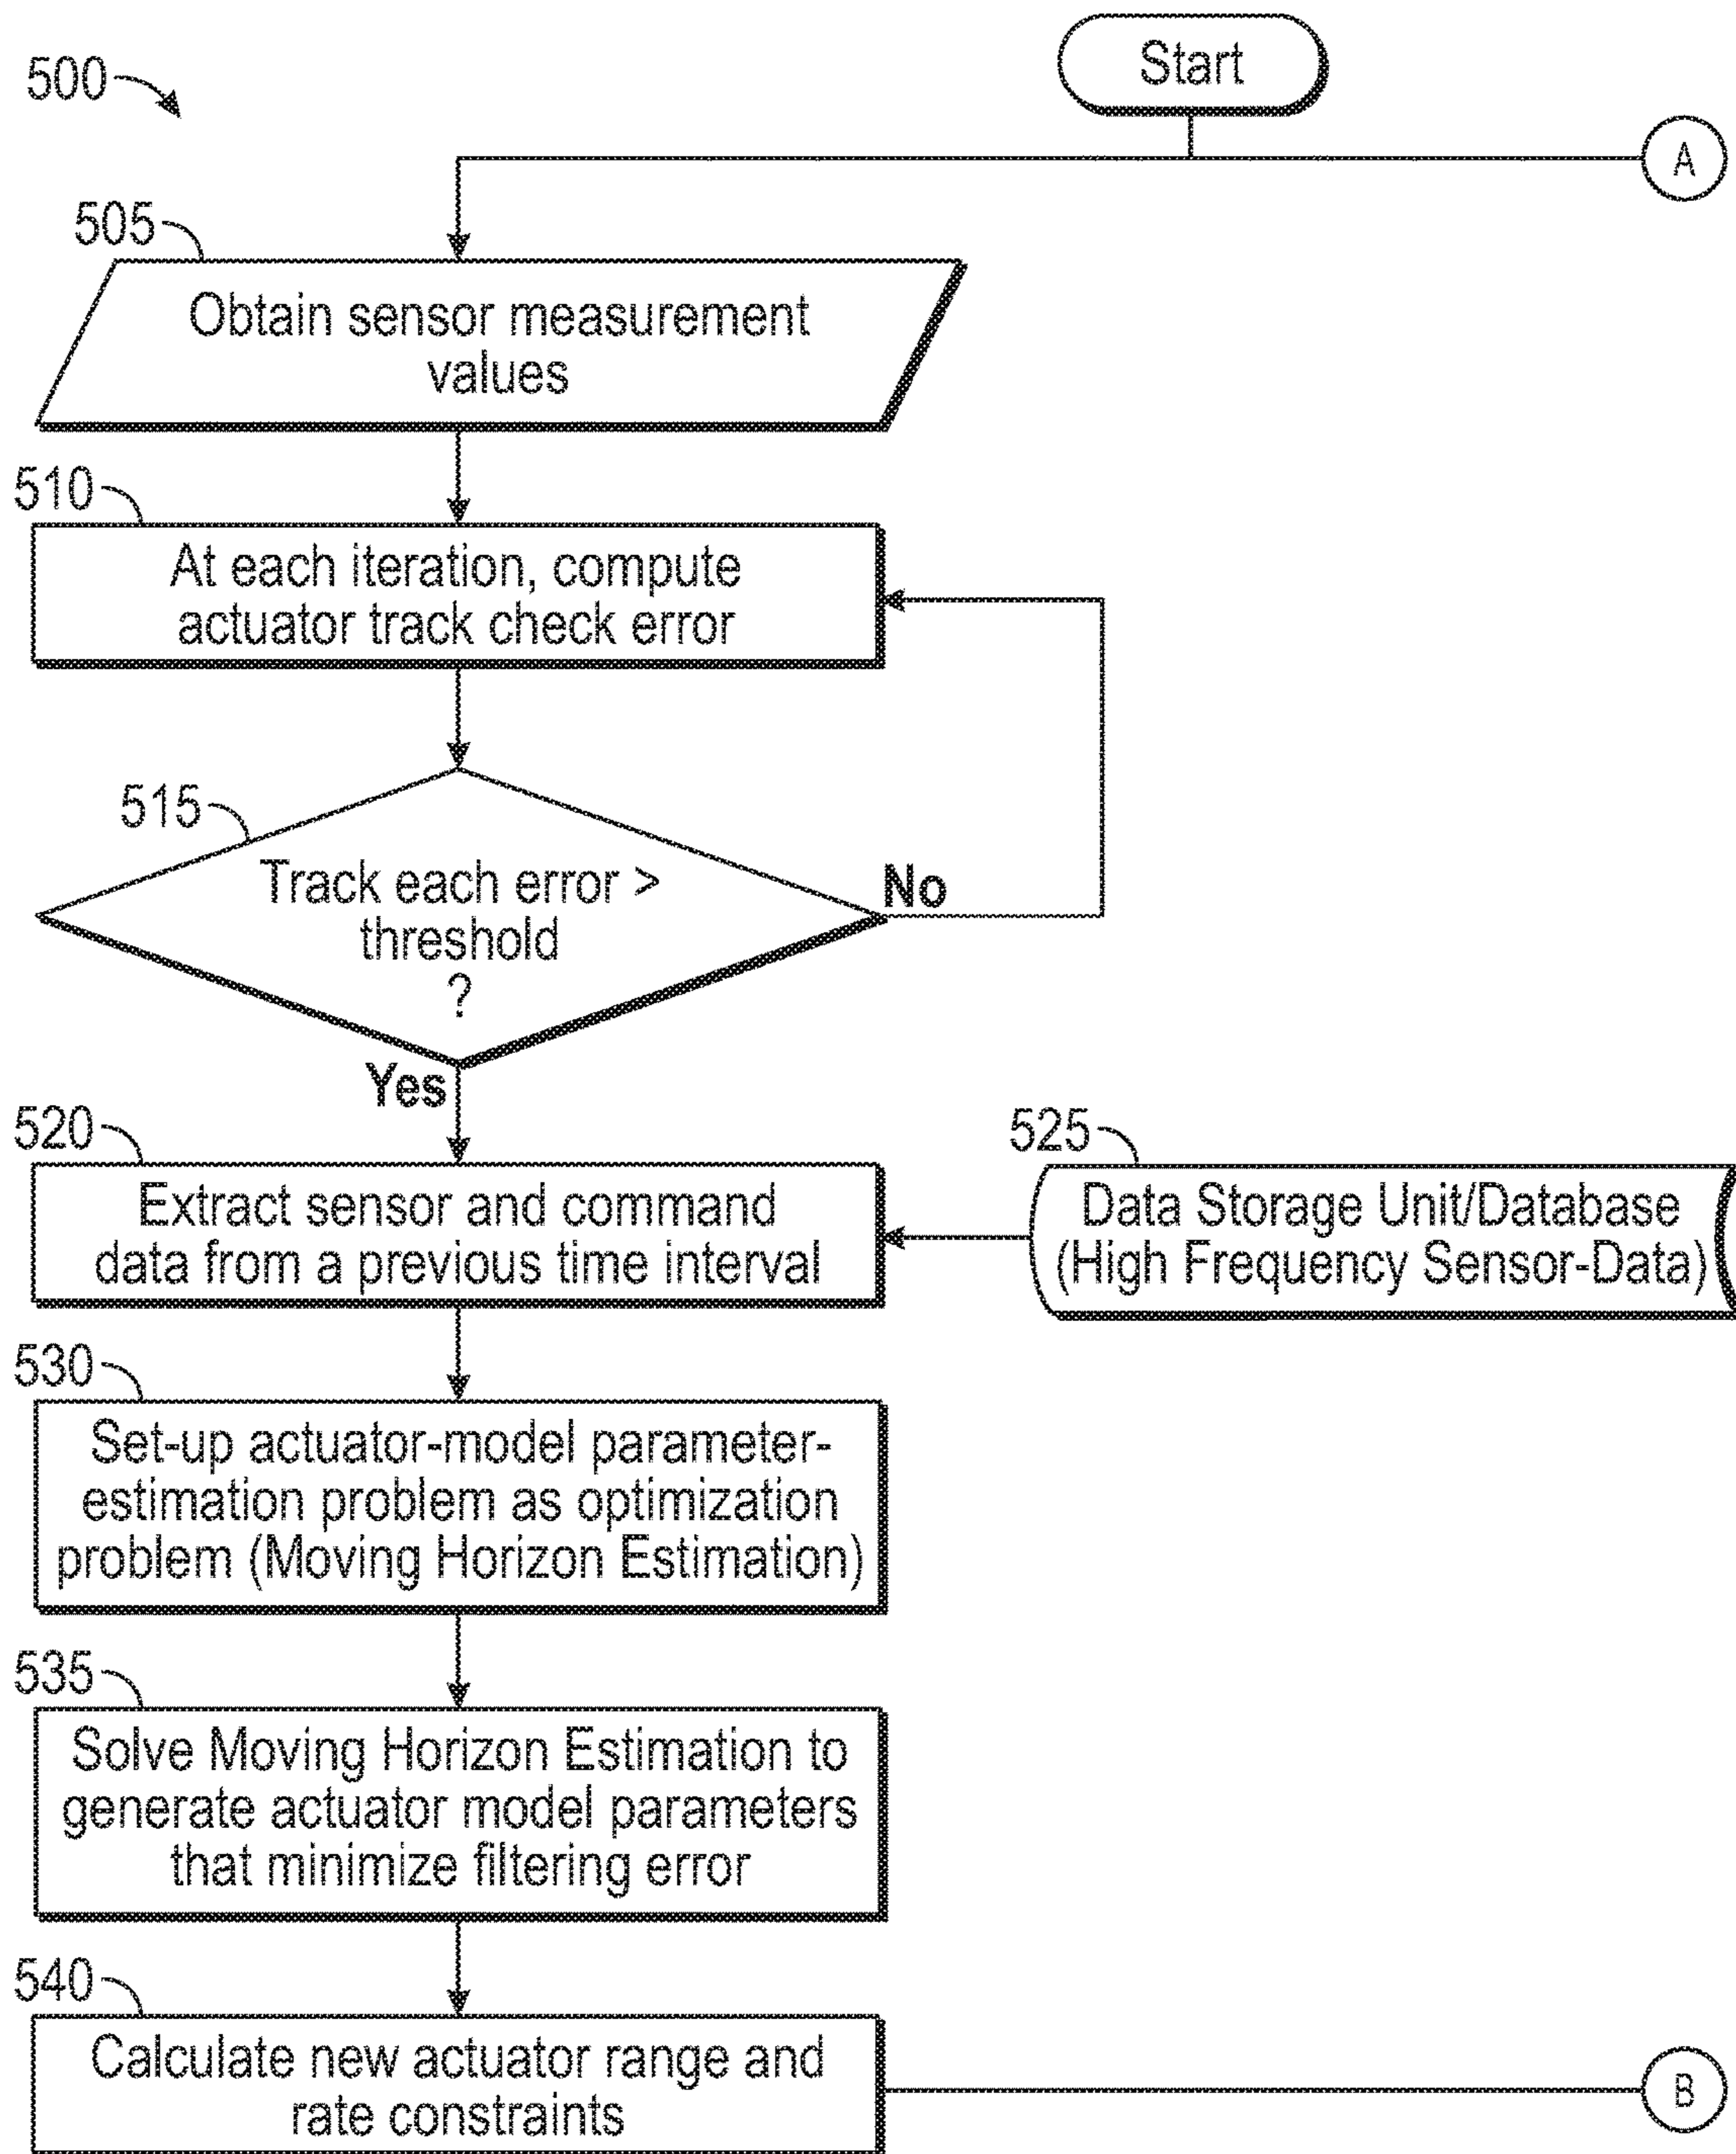 500
Start
A
505
Obtain sensor measurement
values
510
At each iteration, compute
actuator track check error
515
Track each error >
threshold
?
No
Yes
520
Extract sensor and command
data from a previous time interval
525
Data Storage Unit/Database
(High Frequency Sensor-Data)
530
Set-up actuator-model parameter-
estimation problem as optimization
problem (Moving Horizon Estimation)
535
Solve Moving Horizon Estimation to
generate actuator model parameters
that minimize filtering error
540
Calculate new actuator range and
rate constraints
B